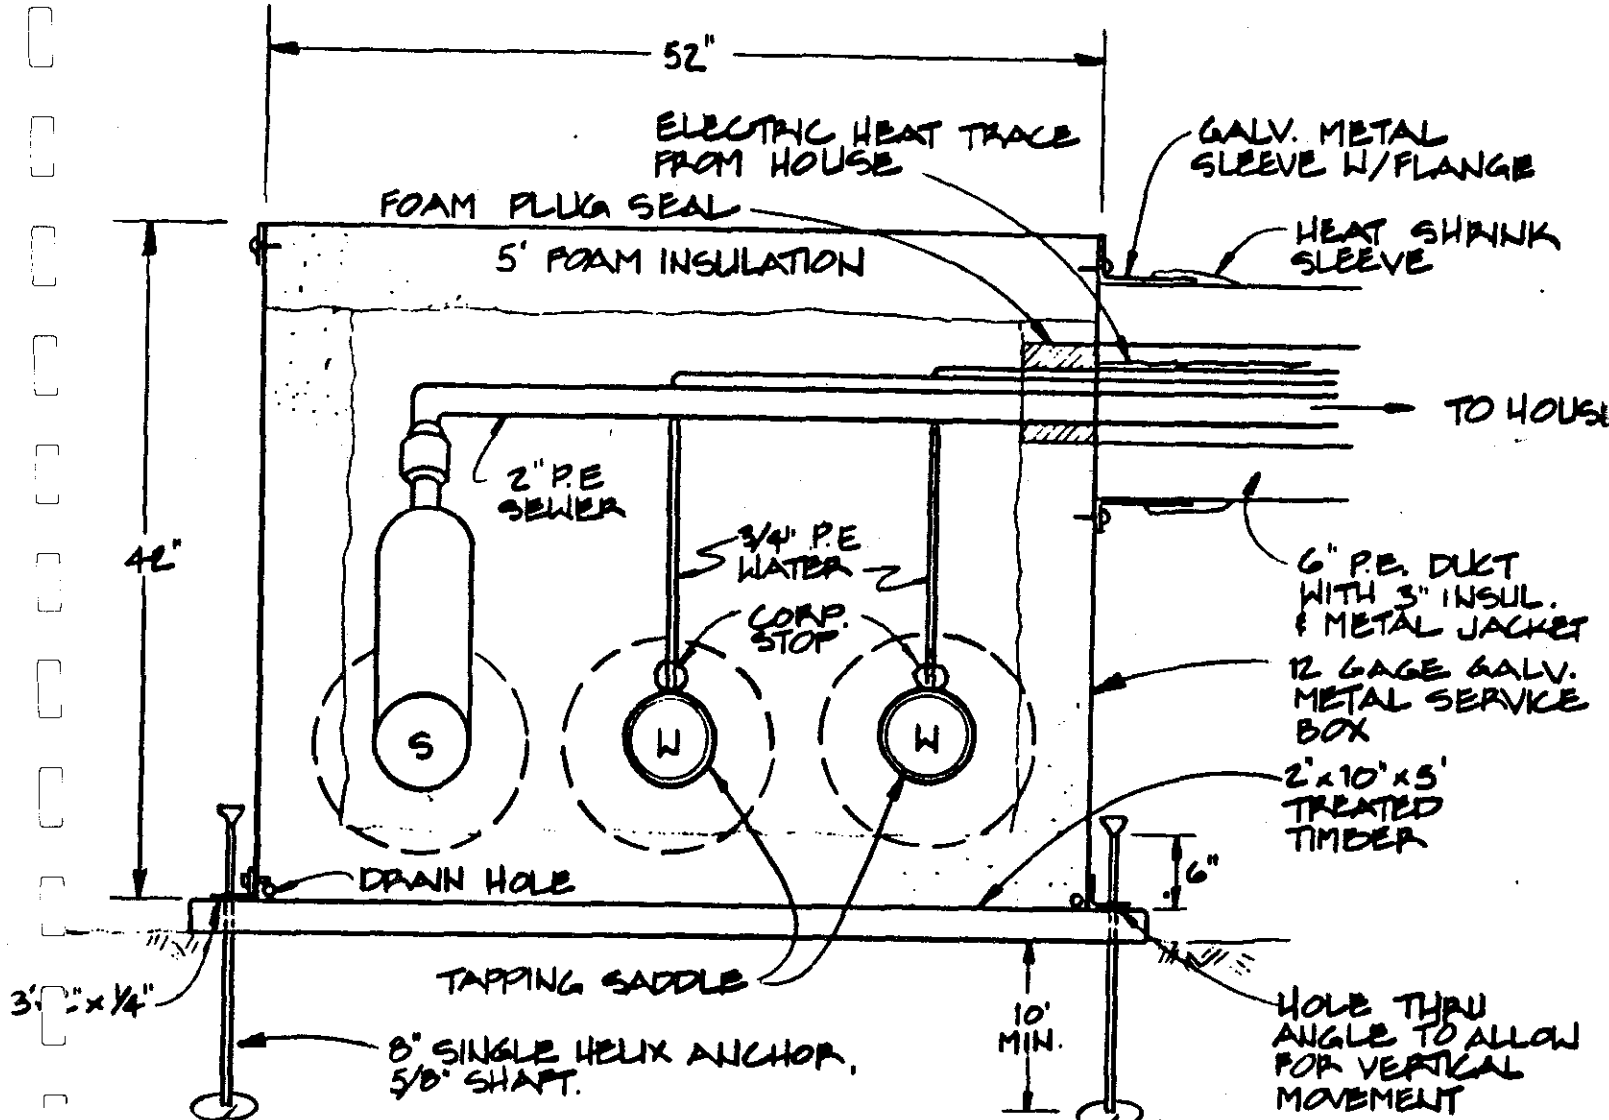 52"
ELECTRIC HEAT TRACE
FROM HOUSE
GALV. METAL
SLEEVE W/FLANGE
FOAM PLUG SEAL
HEAT SHRINK
SLEEVE
5' FOAM INSULATION
TO HOUS
2" P.E
SEWER
42"
3/4" P.E
WATER
6" P.E. DUCT
WITH 3" INSUL.
& METAL JACKET
CORP.
STOP
12 GAGE GALV.
METAL SERVICE
BOX
S
W
W
2'x10"x5'
TREATED
TIMBER
6"
DRAIN HOLE
TAPPING SADDLE
x 1/4"
10'
MIN.
HOLE THRU
ANGLE TO ALLOW
FOR VERTICAL
MOVEMENT
8" SINGLE HELIX ANCHOR,
5/8" SHAFT.